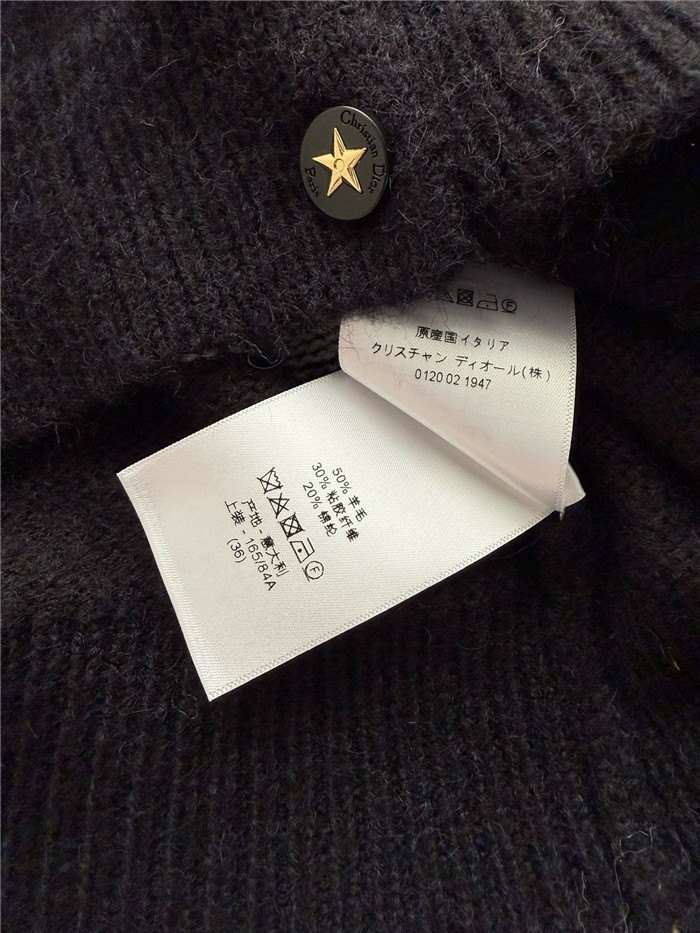 Christian Dior
Paris
原産国イタリア
クリスチャン ディオール(株)
0120 02 1947
50% 羊毛
30% 粘胶纤维
20% 锦纶
F
产地 - 意大利
上装 - 165/84A
(36)